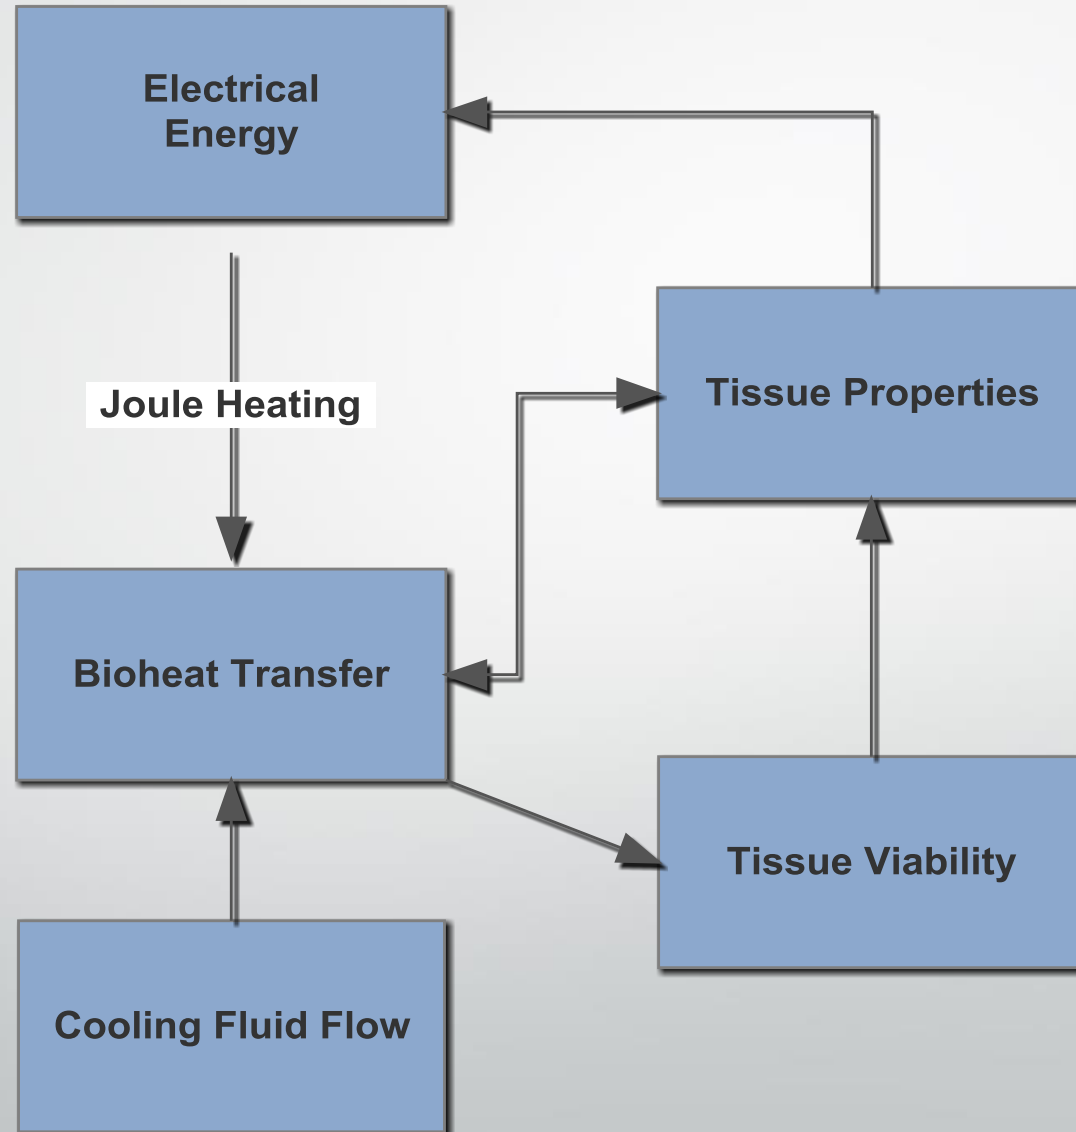 Electrical
Energy
Tissue Properties
Joule Heating
Bioheat Transfer
Tissue Viability
Cooling Fluid Flow